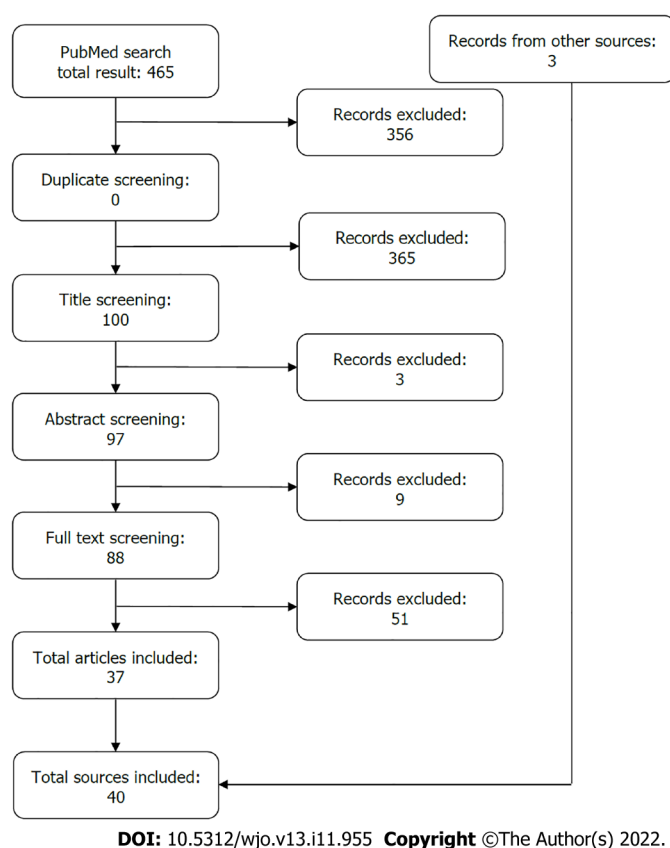 PubMed search
total result: 465
Records from other sources:
3
Records excluded:
356
Duplicate screening:
0
Records excluded:
365
Title screening:
100
Records excluded:
3
Abstract screening:
97
Records excluded:
9
Full text screening:
88
Records excluded:
51
Total articles included:
37
Total sources included:
40
DOI: 10.5312/wjo.v13.i11.955 Copyright ©The Author(s) 2022.